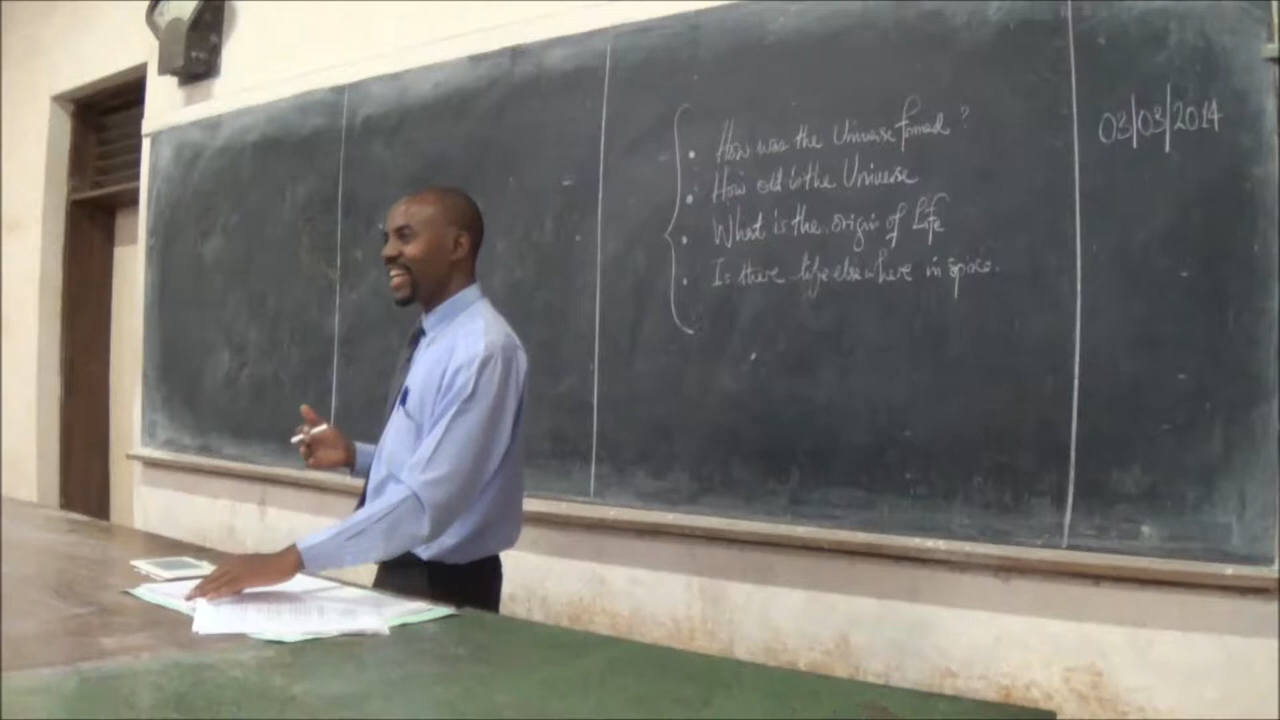 How was the Universe formed ?
How old is the Universe
What is the origin of Life
Is there life elsewhere in space.
03/03/2014